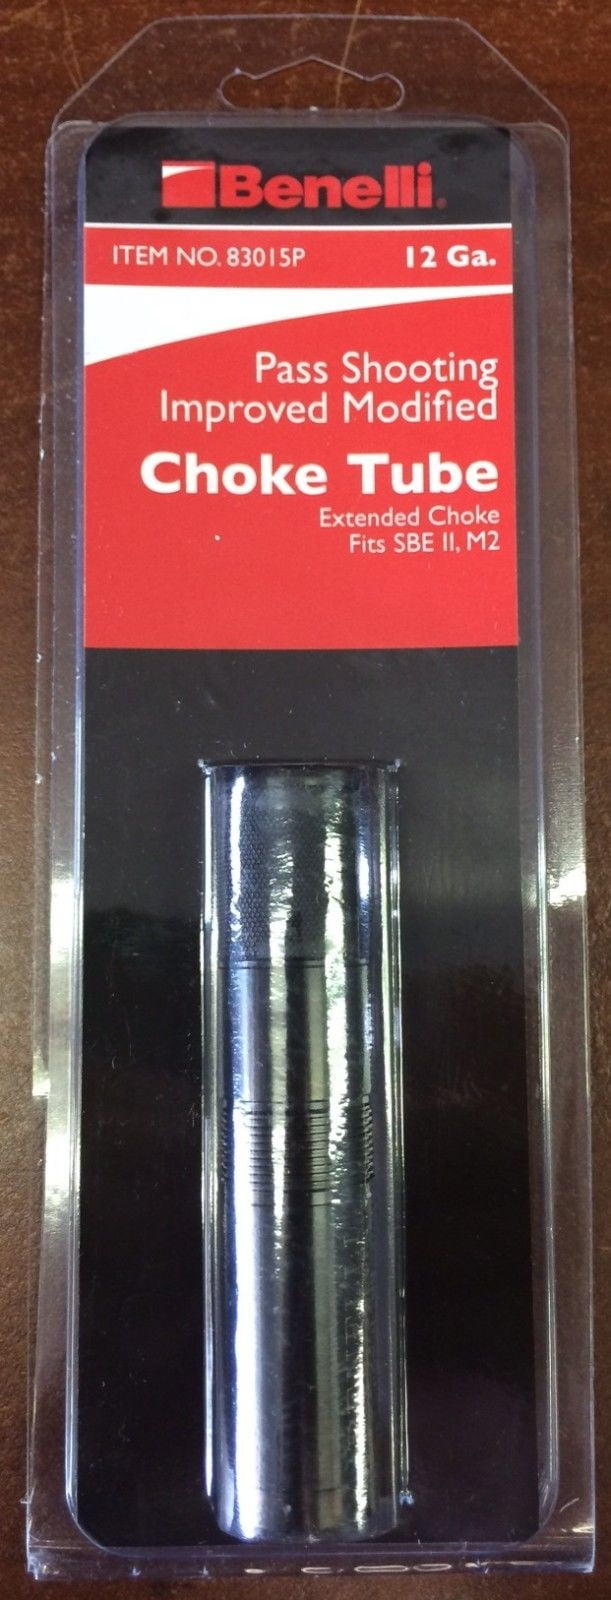 Benelli.
ITEM NO. 83015P 12 Ga.
Pass Shooting
Improved Modified
Choke Tube
Extended Choke
Fits SBE II, M2